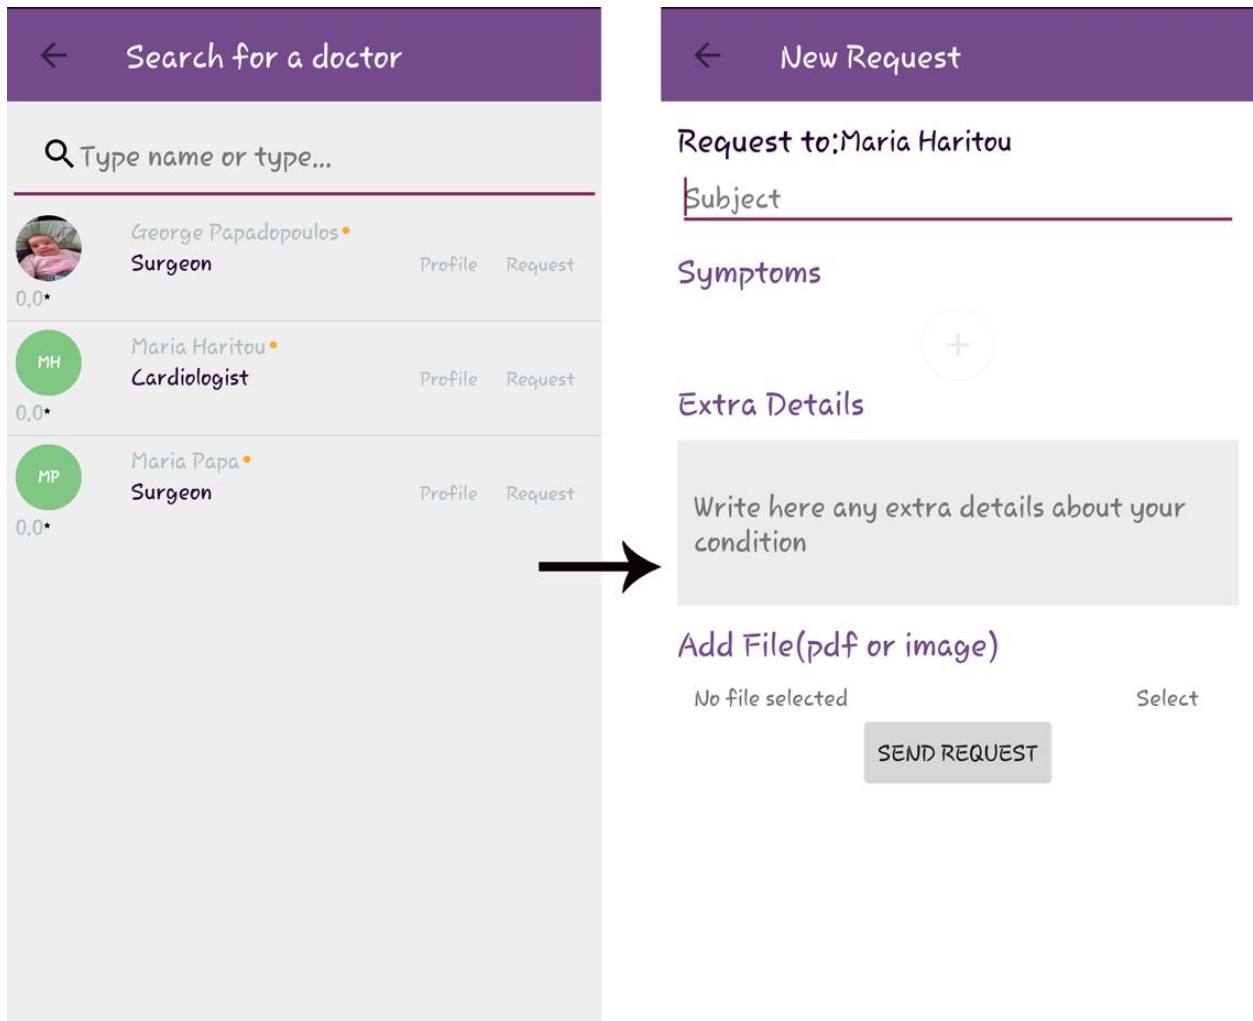 Search for a doctor
Type name or type...
George Papadopoulos
Surgeon
Profile Request
0,0*
MH
Maria Haritou
Cardiologist
Profile Request
0,0*
MP
Maria Papa
Surgeon
Profile Request
0,0*
New Request
Request to:Maria Haritou
Subject
Symptoms
+
Extra Details
Write here any extra details about your
condition
Add File(pdf or image)
No file selected
Select
SEND REQUEST